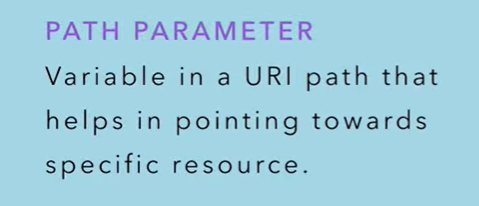 PATH PARAMETER
Variable in a URI path that
helps in pointing towards
specific resource.